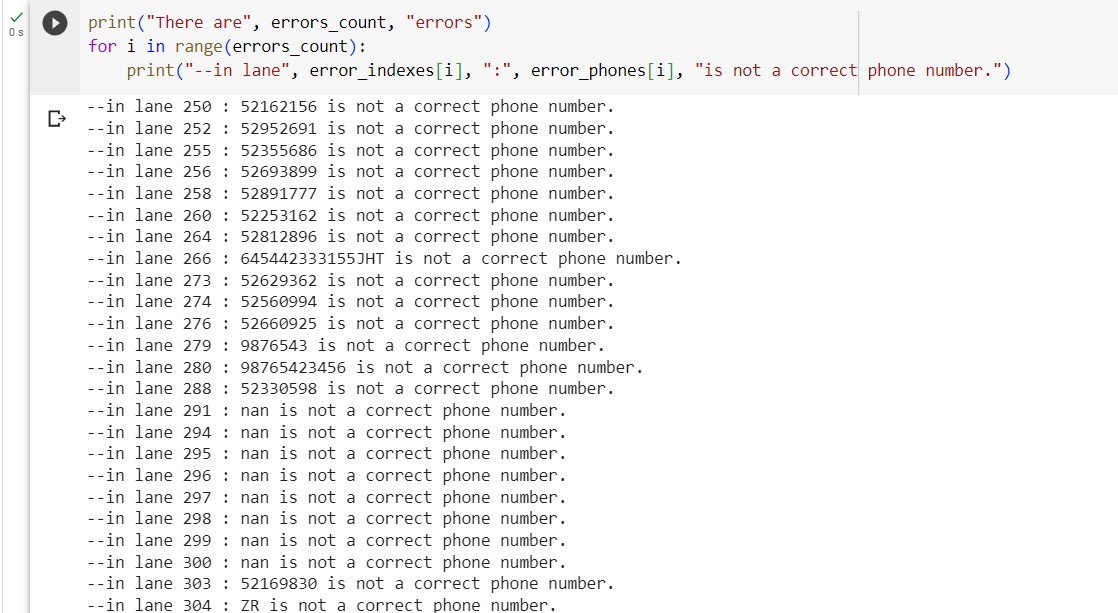 0 s
print("There are", errors_count, "errors")
for i in range(errors_count):
    print("--in lane", error_indexes[i], ":", error_phones[i], "is not a correct phone number.")
--in lane 250 : 52162156 is not a correct phone number.
--in lane 252 : 52952691 is not a correct phone number.
--in lane 255 : 52355686 is not a correct phone number.
--in lane 256 : 52693899 is not a correct phone number.
--in lane 258 : 52891777 is not a correct phone number.
--in lane 260 : 52253162 is not a correct phone number.
--in lane 264 : 52812896 is not a correct phone number.
--in lane 266 : 645442333155JHT is not a correct phone number.
--in lane 273 : 52629362 is not a correct phone number.
--in lane 274 : 52560994 is not a correct phone number.
--in lane 276 : 52660925 is not a correct phone number.
--in lane 279 : 9876543 is not a correct phone number.
--in lane 280 : 98765423456 is not a correct phone number.
--in lane 288 : 52330598 is not a correct phone number.
--in lane 291 : nan is not a correct phone number.
--in lane 294 : nan is not a correct phone number.
--in lane 295 : nan is not a correct phone number.
--in lane 296 : nan is not a correct phone number.
--in lane 297 : nan is not a correct phone number.
--in lane 298 : nan is not a correct phone number.
--in lane 299 : nan is not a correct phone number.
--in lane 300 : nan is not a correct phone number.
--in lane 303 : 52169830 is not a correct phone number.
--in lane 304 : ZR is not a correct phone number.